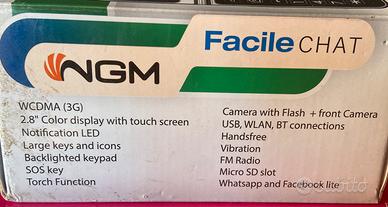 Facile CHAT
NGM
WCDMA (3G)
2.8" Color display with touch screen
Notification LED
Large keys and icons
Backlighted keypad
SOS key
Torch Function
Camera with Flash + front Camera
USB, WLAN, BT connections
Handsfree
Vibration
FM Radio
Micro SD slot
Whatsapp and Facebook lite
subito